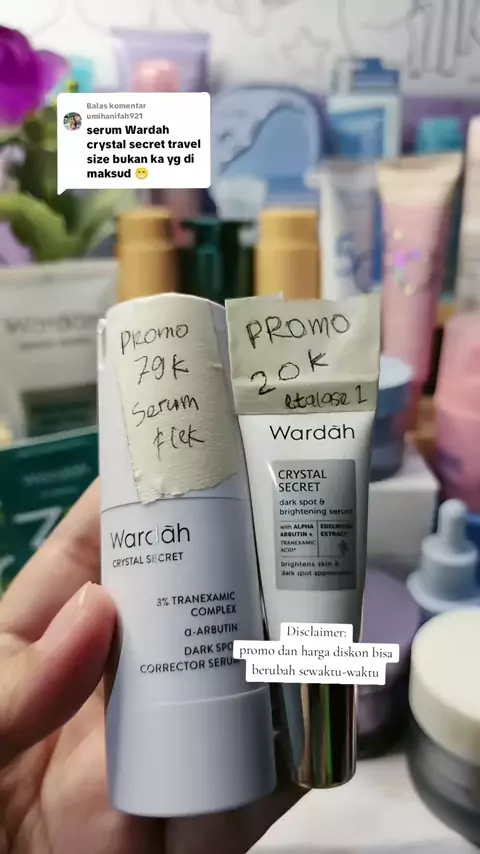 Balas komentar
umihanifah921
serum Wardah
crystal secret travel
size bukan ka yg di
maksud 😁
Wardah
PROMO
79K
Serum
flek
PROMO
20K
etalase 1
Wardah
CRYSTAL SECRET
3% TRANEXAMIC
COMPLEX
α-ARBUTIN
DARK SPOT
CORRECTOR SERUM
Wardah
CRYSTAL
SECRET
dark spot &
brightening serum
with ALPHA
ARBUTIN +
TRANEXAMIC
ACID*
EDELWEISS
EXTRACT
brightens skin &
dark spot appearance
Disclaimer:
promo dan harga diskon bisa
berubah sewaktu-waktu